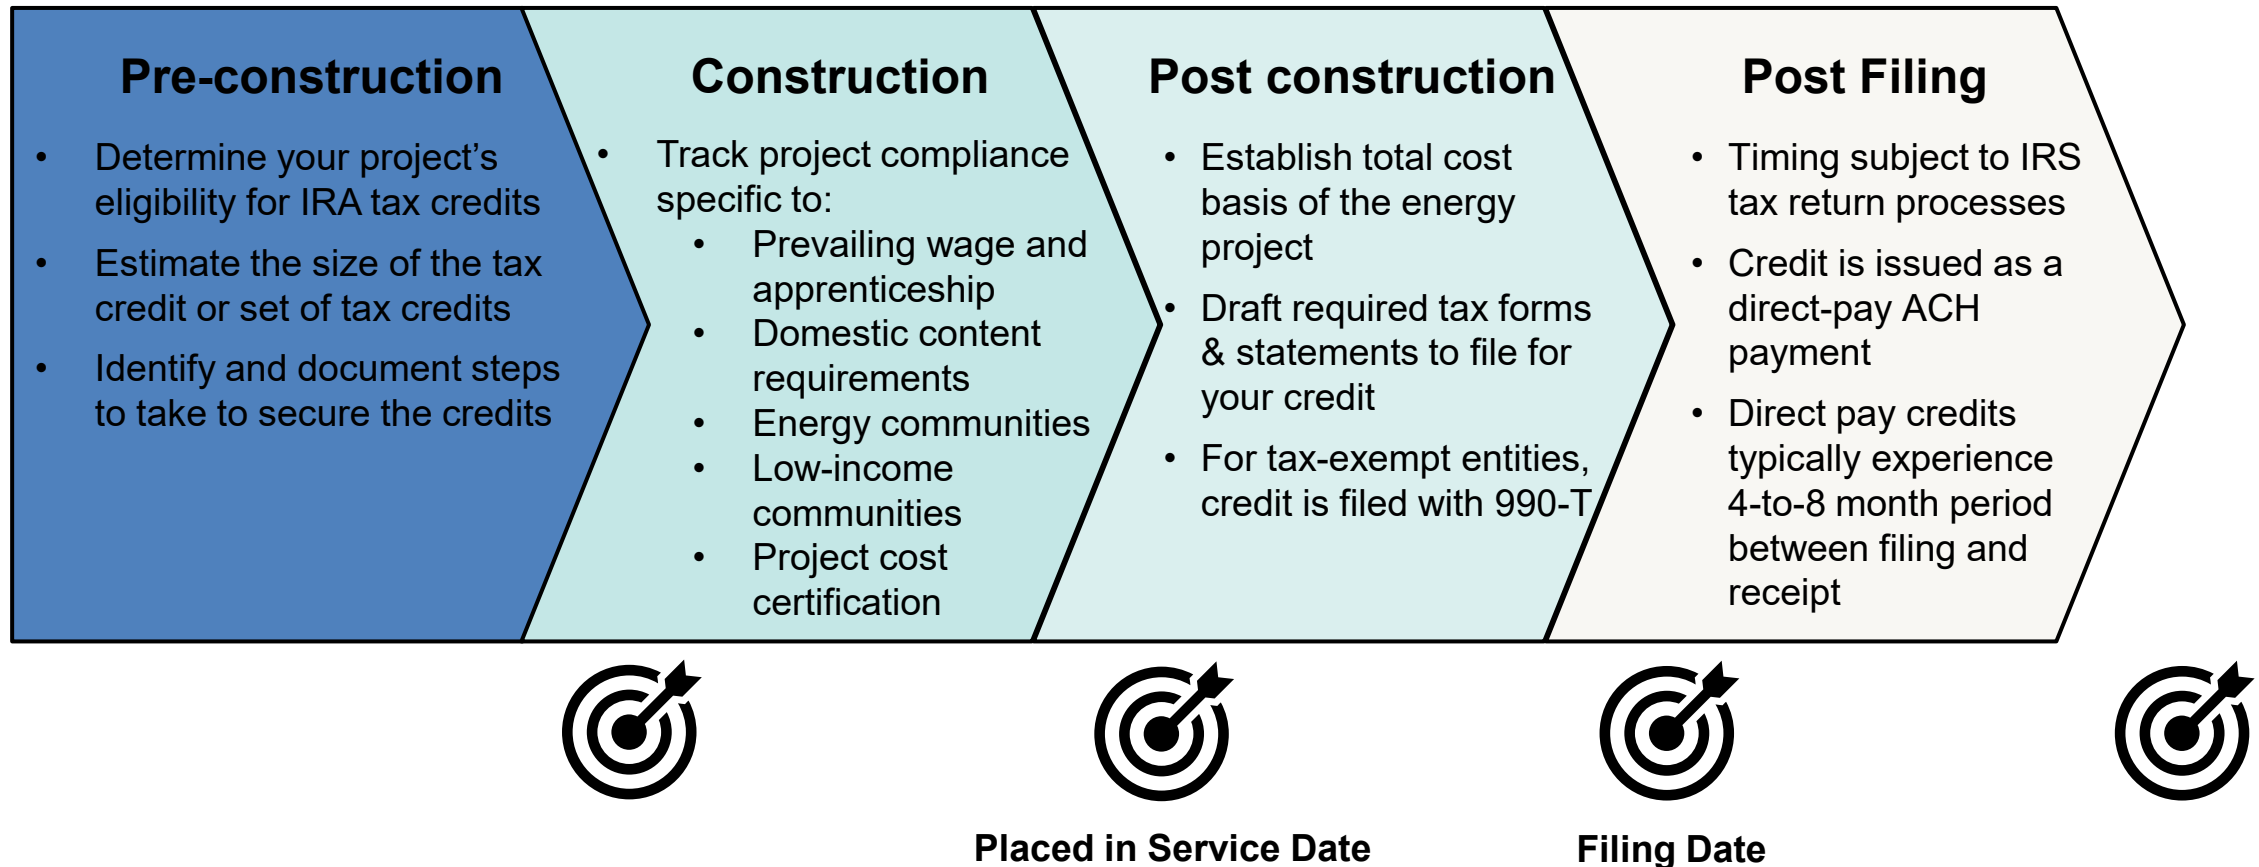 Pre-construction
• Determine your project's
eligibility for IRA tax credits
• Estimate the size of the tax
credit or set of tax credits
• Identify and document steps
to take to secure the credits
Construction
• Track project compliance
specific to:
• Prevailing wage and
apprenticeship
• Domestic content
requirements
• Energy communities
• Low-income
communities
• Project cost
certification
Post construction
• Establish total cost
basis of the energy
project
• Draft required tax forms
& statements to file for
your credit
• For tax-exempt entities,
credit is filed with 990-T
Post Filing
• Timing subject to IRS
tax return processes
• Credit is issued as a
direct-pay ACH
payment
• Direct pay credits
typically experience
4-to-8 month period
between filing and
receipt
Placed in Service Date
Filing Date